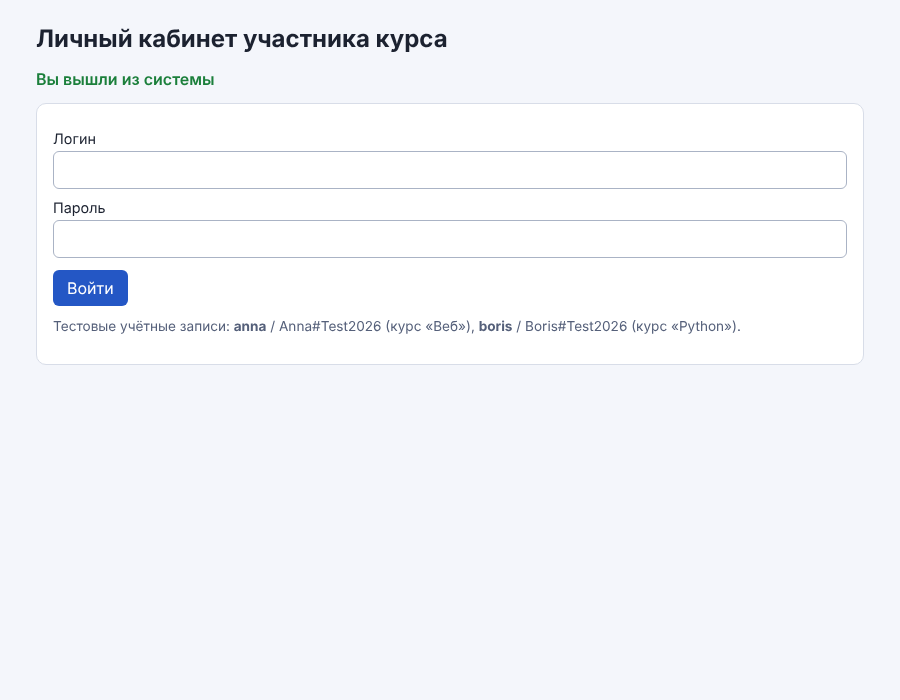 Личный кабинет участника курса
Вы вышли из системы
Логин
Пароль
Войти
Тестовые учётные записи: anna / Anna#Test2026 (курс «Веб»), boris / Boris#Test2026 (курс «Python»).